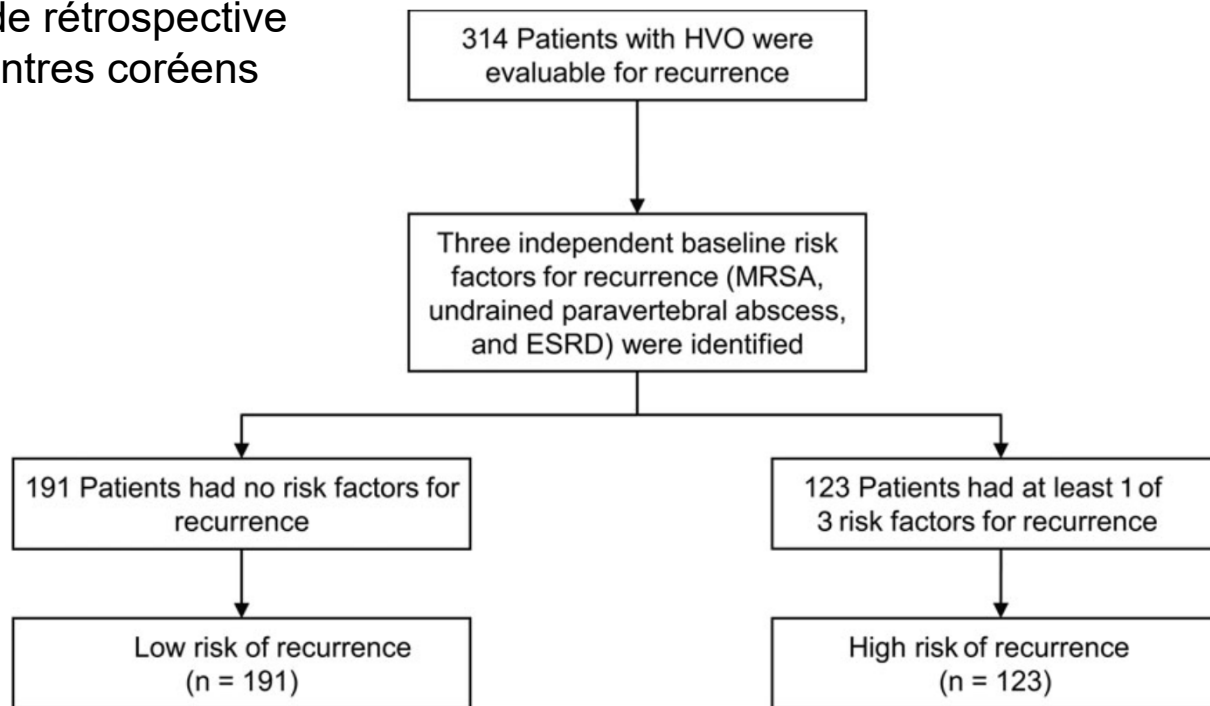 de rétrospective
entres coréens
314 Patients with HVO were
evaluable for recurrence
Three independent baseline risk
factors for recurrence (MRSA,
undrained paravertebral abscess,
and ESRD) were identified
191 Patients had no risk factors for
recurrence
123 Patients had at least 1 of
3 risk factors for recurrence
Low risk of recurrence
(n = 191)
High risk of recurrence
(n = 123)